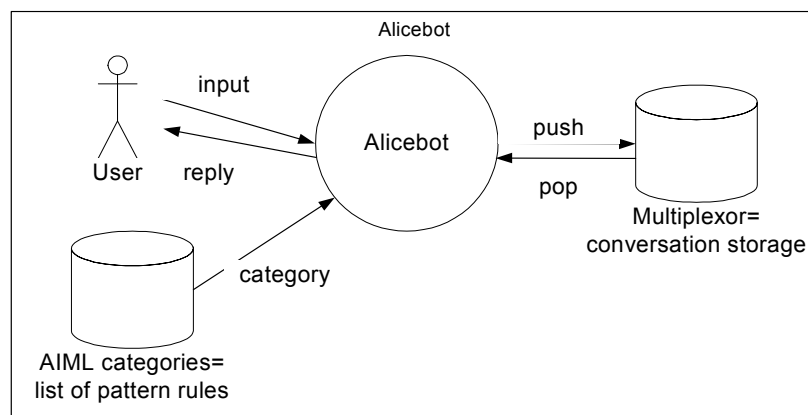 Alicebot
input
Alicebot
push
User
reply
pop
Multiplexor=
conversation storage
category
AIML categories=
list of pattern rules